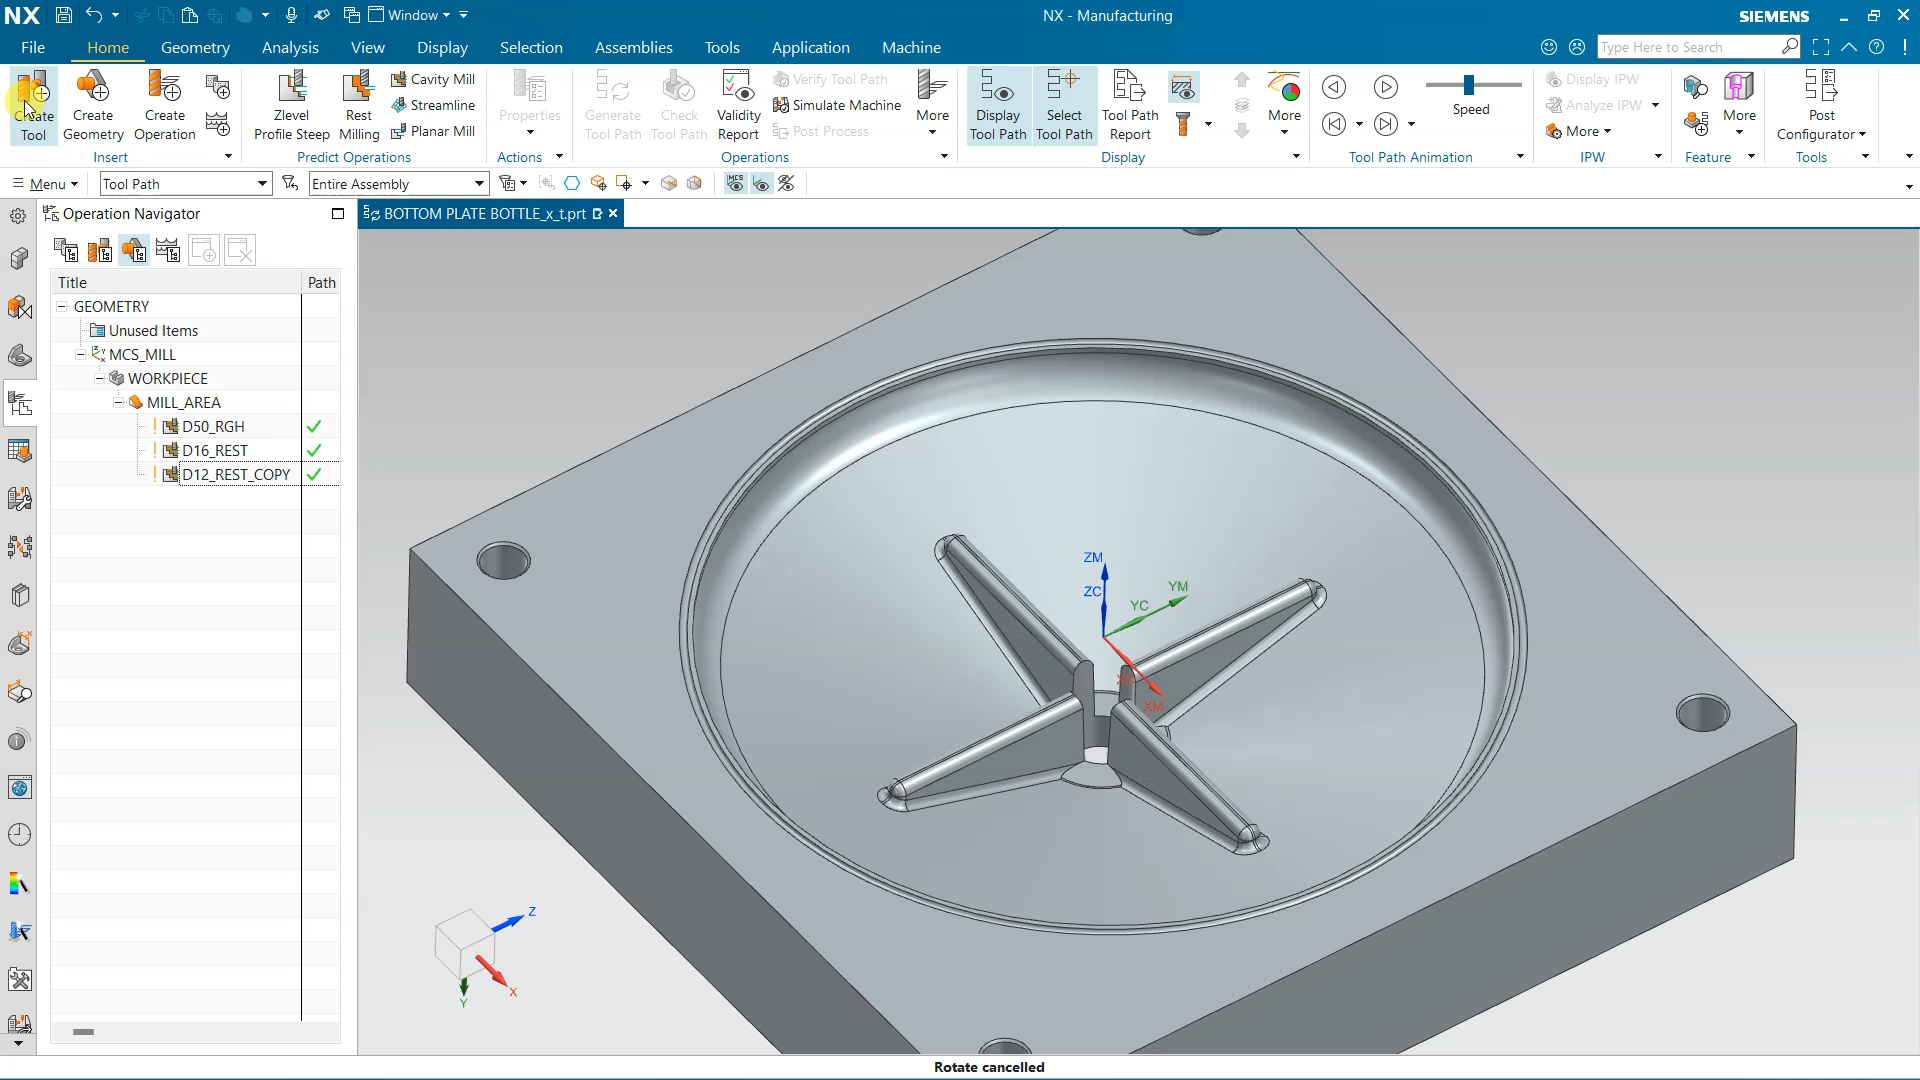 NX
Window
NX - Manufacturing
SIEMENS
File
Home
Geometry
Analysis
View
Display
Selection
Assemblies
Tools
Application
Machine
Type Here to Search
Create Tool
Create Geometry
Create Operation
Insert
Zlevel Profile Steep
Rest Milling
Cavity Mill
Streamline
Planar Mill
Predict Operations
Properties
Actions
Generate Tool Path
Check Tool Path
Validity Report
Verify Tool Path
Simulate Machine
Post Process
More
Operations
Display Tool Path
Select Tool Path
Tool Path Report
More
Display
Speed
Tool Path Animation
Display IPW
Analyze IPW
More
IPW
More
Feature
Post Configurator
Tools
Menu
Tool Path
Entire Assembly
MCS
Operation Navigator
BOTTOM PLATE BOTTLE_x_t.prt
Title
Path
GEOMETRY
Unused Items
MCS_MILL
WORKPIECE
MILL_AREA
D50_RGH
D16_REST
D12_REST_COPY
ZM
ZC
YM
YC
XC
XM
Z
X
Y
Rotate cancelled